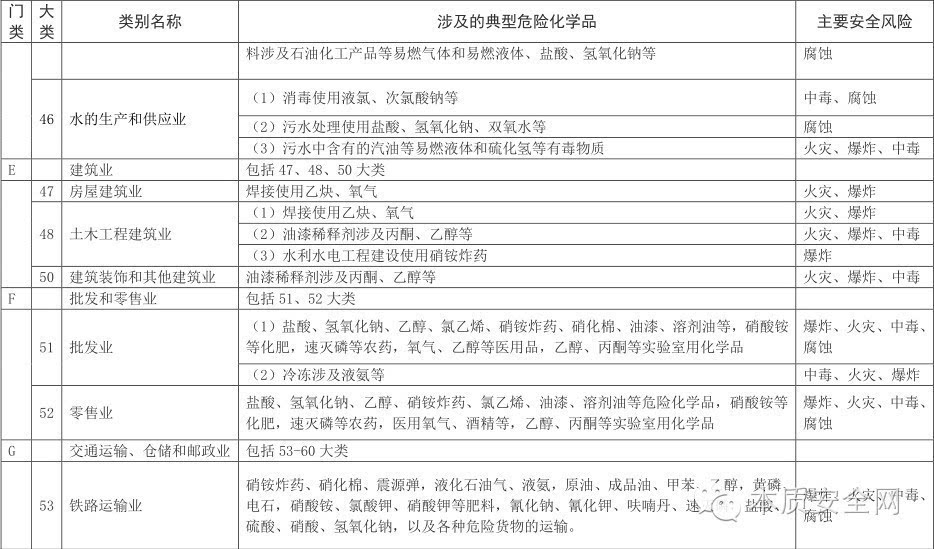 门类 大类 类别名称 涉及的典型危险化学品 主要安全风险
料涉及石油化工产品等易燃气体和易燃液体、盐酸、氢氧化钠等 腐蚀
46 水的生产和供应业 （1）消毒使用液氯、次氯酸钠等 中毒、腐蚀
（2）污水处理使用盐酸、氢氧化钠、双氧水等 腐蚀
（3）污水中含有的汽油等易燃液体和硫化氢等有毒物质 火灾、爆炸、中毒
E 建筑业 包括47、48、50大类
47 房屋建筑业 焊接使用乙炔、氧气 火灾、爆炸
48 土木工程建筑业 （1）焊接使用乙炔、氧气 火灾、爆炸
（2）油漆稀释剂涉及丙酮、乙醇等 火灾、爆炸、中毒
（3）水利水电工程建设使用硝铵炸药 爆炸
50 建筑装饰和其他建筑业 油漆稀释剂涉及丙酮、乙醇等 火灾、爆炸、中毒
F 批发和零售业 包括51、52大类
51 批发业 （1）盐酸、氢氧化钠、乙醇、氯乙烯、硝铵炸药、硝化棉、油漆、溶剂油等，硝酸铵 爆炸、火灾、中毒、
等化肥，速灭磷等农药，氧气、乙醇等医用品，乙醇、丙酮等实验室用化学品 腐蚀
（2）冷冻涉及液氨等 中毒、火灾、爆炸
52 零售业 盐酸、氢氧化钠、乙醇、硝铵炸药、氯乙烯、油漆、溶剂油等危险化学品，硝酸铵等 爆炸、火灾、中毒、
化肥，速灭磷等农药，医用氧气、酒精等，乙醇、丙酮等实验室用化学品 腐蚀
G 交通运输、仓储和邮政业 包括53-60大类
53 铁路运输业 硝铵炸药、硝化棉、震源弹，液化石油气、液氨，原油、成品油、甲苯、乙醇，黄磷、
电石，硝酸铵、氯酸钾、硝酸钾等肥料，氰化钠、氰化钾、呋喃丹、速 盐酸、 爆炸、火灾、中毒、
硫酸、硝酸、氢氧化钠，以及各种危险货物的运输。 腐蚀
本质安全网